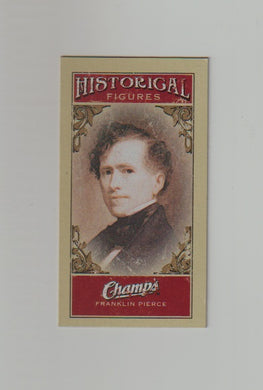 HISTORICAL
FIGURES
Champ's
FRANKLIN PIERCE